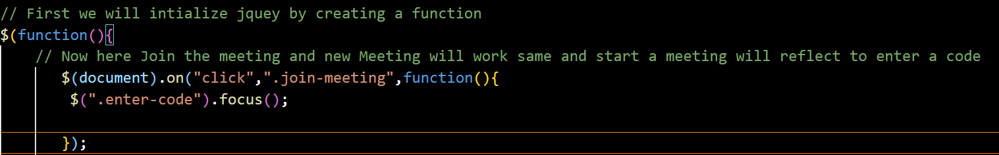 // First we will intialize jquey by creating a function
$(function(){
// Now here Join the meeting and new Meeting will work same and start a meeting will reflect to enter a code
$(document).on("click",".join-meeting",function(){
$(".enter-code").focus();
});